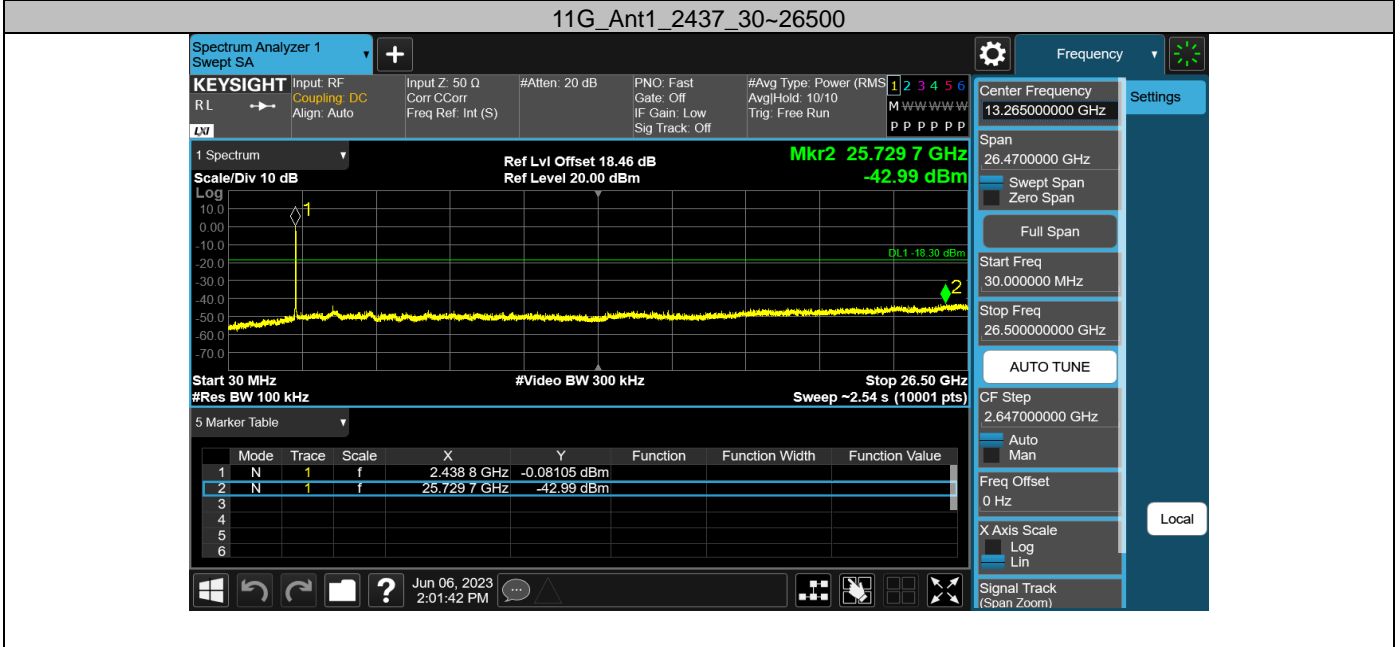 11G_Ant1_2437_30~26500
Spectrum Analyzer 1
Swept SA
+
Frequency
KEYSIGHT
RL
LXI
Input: RF
Coupling: DC
Align: Auto
Input Z: 50 Ω
Corr CCorr
Freq Ref: Int (S)
#Atten: 20 dB
PNO: Fast
Gate: Off
IF Gain: Low
Sig Track: Off
#Avg Type: Power (RMS
Avg|Hold: 10/10
Trig: Free Run
1 2 3 4 5 6
M W W W W W
P P P P P P
1 Spectrum
Scale/Div 10 dB
Ref Lvl Offset 18.46 dB
Ref Level 20.00 dBm
Mkr2 25.729 7 GHz
-42.99 dBm
Log
10.0
0.00
-10.0
-20.0
-30.0
-40.0
-50.0
-60.0
-70.0
1
DL1 -18.30 dBm
2
Start 30 MHz
#Video BW 300 kHz
Stop 26.50 GHz
#Res BW 100 kHz
Sweep ~2.54 s (10001 pts)
5 Marker Table
Mode Trace Scale X Y Function Function Width Function Value
1 N 1 f 2.438 8 GHz -0.08105 dBm
2 N 1 f 25.729 7 GHz -42.99 dBm
3
4
5
6
?
Jun 06, 2023
2:01:42 PM
Center Frequency
13.265000000 GHz
Span
26.4700000 GHz
Swept Span
Zero Span
Full Span
Start Freq
30.000000 MHz
Stop Freq
26.500000000 GHz
AUTO TUNE
CF Step
2.647000000 GHz
Auto
Man
Freq Offset
0 Hz
X Axis Scale
Log
Lin
Signal Track
(Span Zoom)
Settings
Local